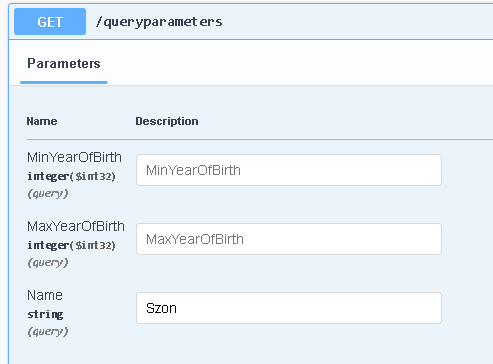 GET /queryparameters
Parameters
Name Description
MinYearOfBirth MinYearOfBirth
integer($int32)
(query)
MaxYearOfBirth MaxYearOfBirth
integer($int32)
(query)
Name Szon
string
(query)